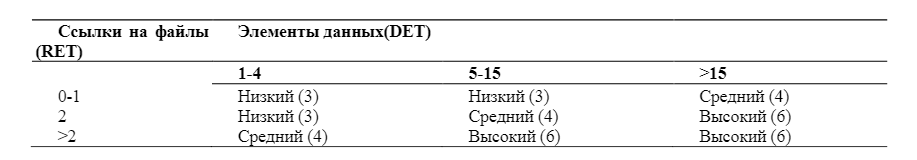 Ссылки на файлы Элементы данных(DET)
(RET)
1-4 5-15 >15
0-1 Низкий (3) Низкий (3) Средний (4)
2 Низкий (3) Средний (4) Высокий (6)
>2 Средний (4) Высокий (6) Высокий (6)